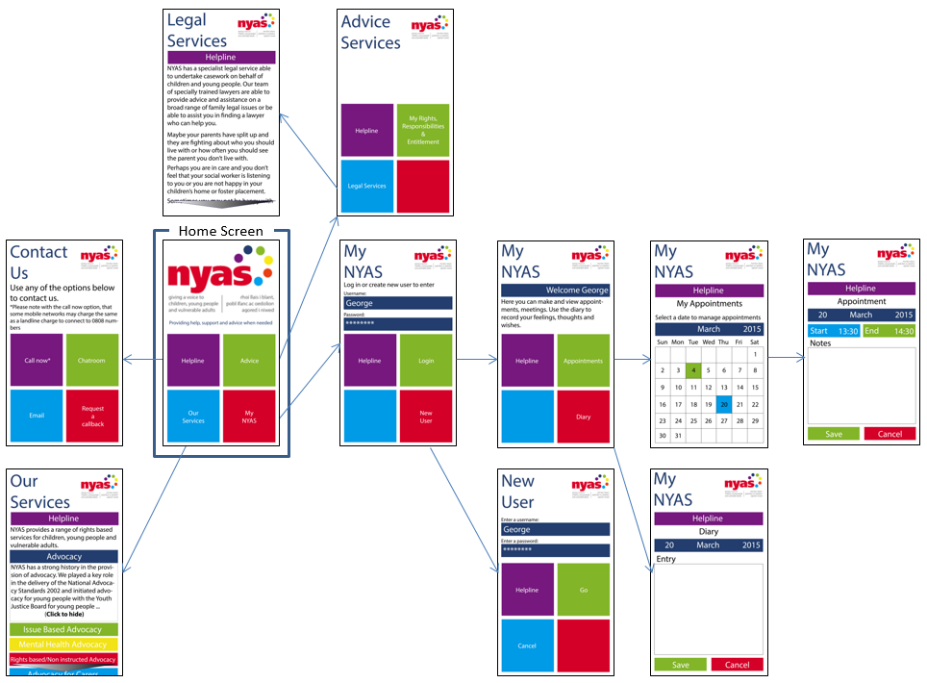 Legal
Services
nyas
Helpline
NYAS has a specialist legal service able
to undertake casework on behalf of
children and young people. Our team
of specially trained lawyers are able to
provide advice and assistance on a
broad range of family legal issues or be
able to assist you in finding a lawyer
who can help you.
Maybe your parents have split up and
they are fighting about who you should
live with or how often you should see
the parent you don't live with.
Perhaps you are in care and you don't
feel that your social worker is listening
to you or you are not happy in your
children's home or foster placement.
Sometimes you may not be happy with
Advice
Services
nyas
Helpline
My Rights,
Responsibilities
&
Entitlement
Legal Services
Contact
Us
nyas
Use any of the options below
to contact us.
*Please note with the call now option, that
some mobile networks may charge the same
as a landline charge to connect to 0808 num-
bers
Call now*
Chatroom
Email
Request
a
callback
Home Screen
nyas
giving a voice to
children, young people
and vulnerable adults
rhoi llais i blant,
pobl ifanc ac oedolion
agored i niwed
Providing help, support and advice when needed
Helpline
Advice
Our
Services
My
NYAS
My
NYAS
nyas
Log in or create new user to enter
Username:
George
Password:
********
Helpline
Login
New
User
My
NYAS
nyas
Welcome George
Here you can make and view appoint-
ments, meetings. Use the diary to
record your feelings, thoughts and
wishes.
Helpline
Appointments
Diary
My
NYAS
nyas
Helpline
My Appointments
Select a date to manage appointments
March 2015
Sun Mon Tue Wed Thu Fri Sat
1
2 3 4 5 6 7 8
9 10 11 12 13 14 15
16 17 18 19 20 21 22
23 24 25 26 27 28 29
30 31
My
NYAS
nyas
Helpline
Appointment
20 March 2015
Start 13:30 End 14:30
Notes
Save Cancel
Our
Services
nyas
Helpline
NYAS provides a range of rights based
services for children, young people and
vulnerable adults.
Advocacy
NYAS has a strong history in the provi-
sion of advocacy. We played a key role
in the delivery of the National Advoca-
cy Standards 2002 and initiated advo-
cacy for young people with the Youth
Justice Board for young people ...
(Click to hide)
Issue Based Advocacy
Mental Health Advocacy
Rights based/Non instructed Advocacy
Advocacy for Career
New
User
nyas
Enter a username:
George
Enter a password:
********
Helpline
Go
Cancel
My
NYAS
nyas
Helpline
Diary
20 March 2015
Entry
Save Cancel